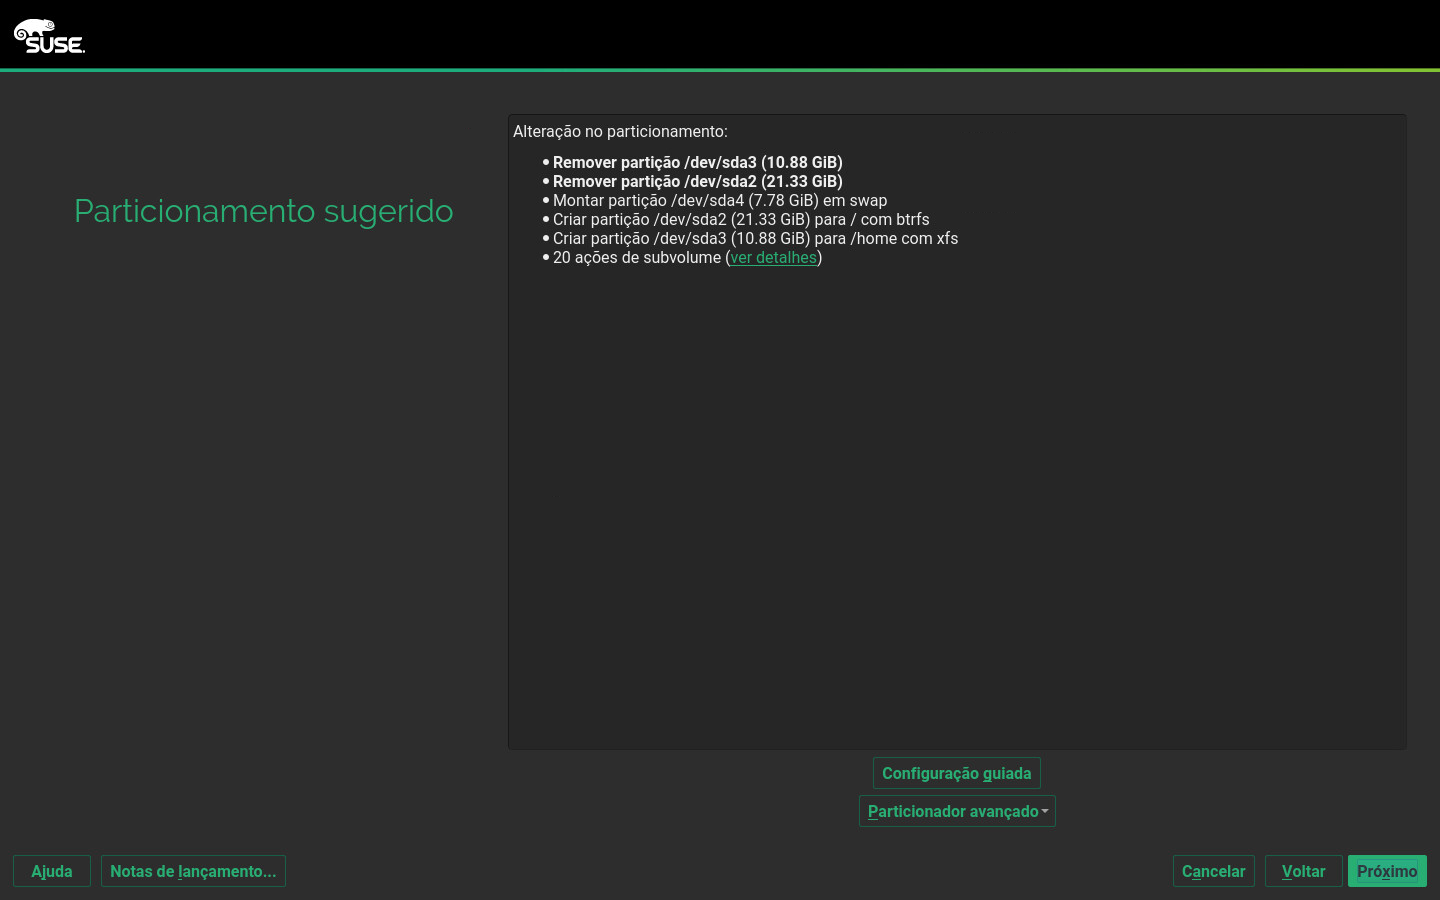 SUSE
Alteração no particionamento:
• Remover partição /dev/sda3 (10.88 GiB)
• Remover partição /dev/sda2 (21.33 GiB)
• Montar partição /dev/sda4 (7.78 GiB) em swap
• Criar partição /dev/sda2 (21.33 GiB) para / com btrfs
• Criar partição /dev/sda3 (10.88 GiB) para /home com xfs
• 20 ações de subvolume (ver detalhes)
Particionamento sugerido
Configuração guiada
Particionador avançado
Ajuda
Notas de lançamento...
Cancelar
Voltar
Próximo